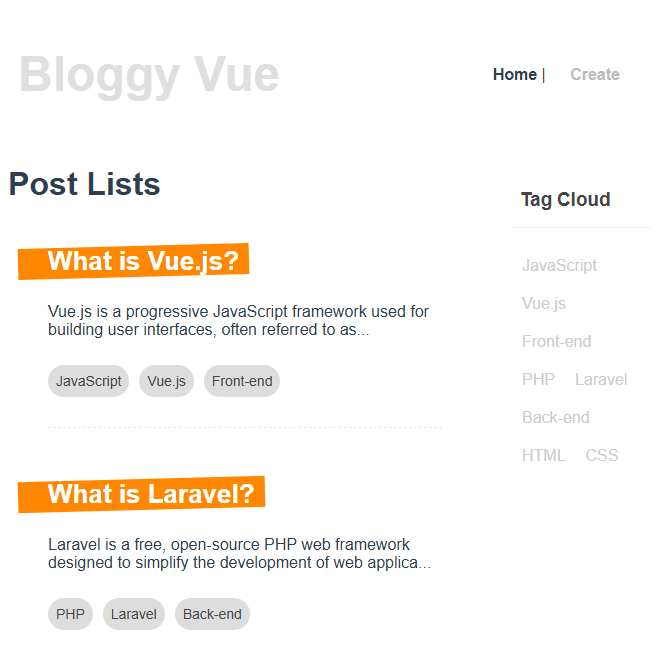 Bloggy Vue
Home | Create
Post Lists
What is Vue.js?
Vue.js is a progressive JavaScript framework used for
building user interfaces, often referred to as...
JavaScript Vue.js Front-end
What is Laravel?
Laravel is a free, open-source PHP web framework
designed to simplify the development of web applica...
PHP Laravel Back-end
Tag Cloud
JavaScript
Vue.js
Front-end
PHP Laravel
Back-end
HTML CSS